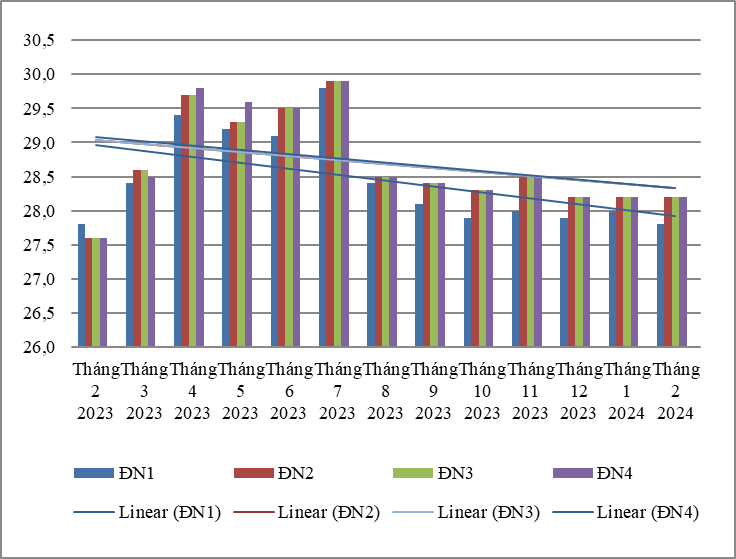 30,5
30,0
29,5
29,0
28,5
28,0
27,5
27,0
26,5
26,0
Tháng Tháng Tháng Tháng Tháng Tháng Tháng Tháng Tháng Tháng Tháng Tháng Tháng
2 3 4 5 6 7 8 9 10 11 12 1 2
2023 2023 2023 2023 2023 2023 2023 2023 2023 2023 2023 2024 2024
ĐN1 ĐN2 ĐN3 ĐN4
Linear (ĐN1) Linear (ĐN2) Linear (ĐN3) Linear (ĐN4)